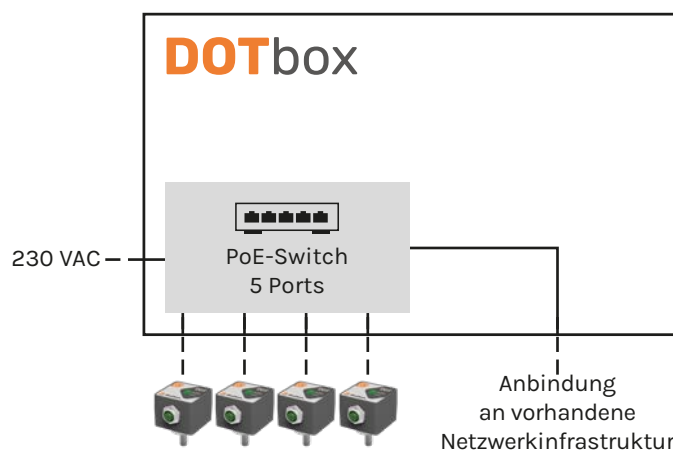 DOTbox
230 VAC
PoE-Switch
5 Ports
Anbindung
an vorhandene
Netzwerkinfrastruktur